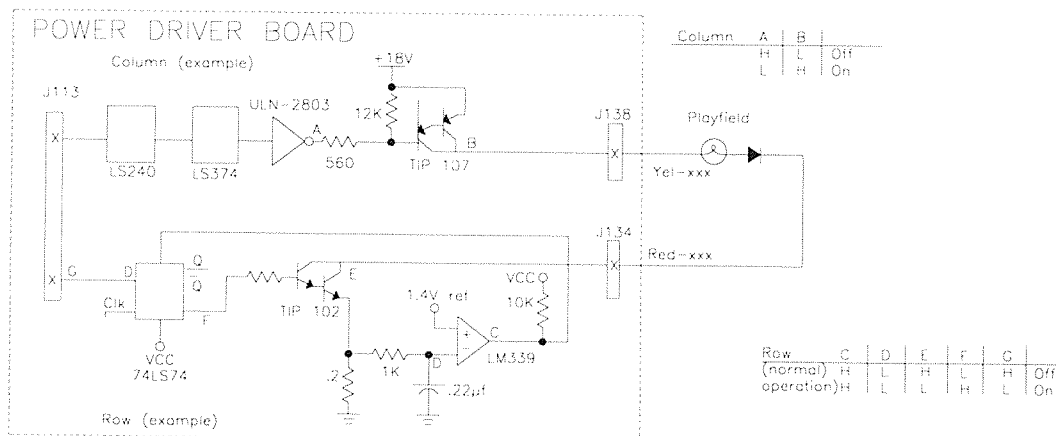 POWER DRIVER BOARD
Column (example)
+18V
J113
ULN-2803
12K
A
B
X
LS240
LS374
560
TIP 107
J138
X
Playfield
Yel-xxx
Column A B
H L Off
L H On
J134
X
Red-xxx
G
X
D
Q
Q
Clk
F
E
TIP 102
VCC
74LS74
1.4V ref
VCC
10K
+
-
C
LM339
D
1K
.2
.22µf
Row (example)
Row C D E F G
(normal) H L H L H Off
operation) H L L H L On